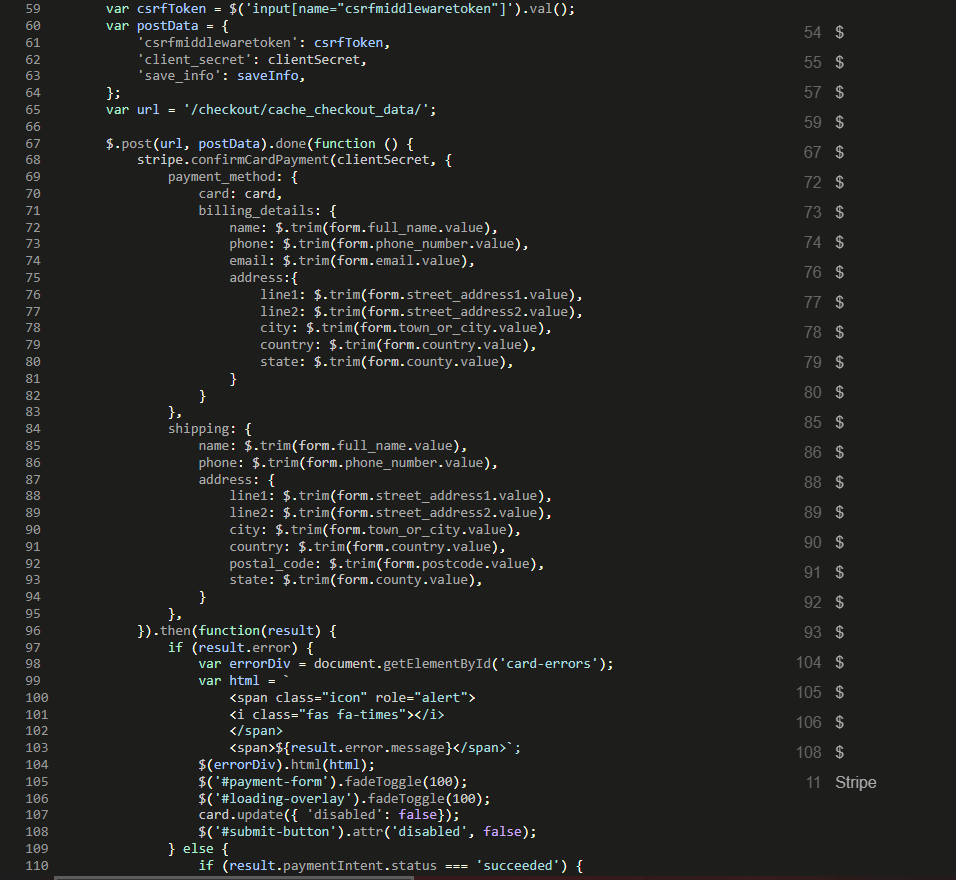 59 var csrfToken = $('input[name="csrfmiddlewaretoken"]').val();
60 var postData = {
61 'csrfmiddlewaretoken': csrfToken,
62 'client_secret': clientSecret,
63 'save_info': saveInfo,
64 };
65 var url = '/checkout/cache_checkout_data/';
66
67 $.post(url, postData).done(function () {
68 stripe.confirmCardPayment(clientSecret, {
69 payment_method: {
70 card: card,
71 billing_details: {
72 name: $.trim(form.full_name.value),
73 phone: $.trim(form.phone_number.value),
74 email: $.trim(form.email.value),
75 address:{
76 line1: $.trim(form.street_address1.value),
77 line2: $.trim(form.street_address2.value),
78 city: $.trim(form.town_or_city.value),
79 country: $.trim(form.country.value),
80 state: $.trim(form.county.value),
81 }
82 }
83 },
84 shipping: {
85 name: $.trim(form.full_name.value),
86 phone: $.trim(form.phone_number.value),
87 address: {
88 line1: $.trim(form.street_address1.value),
89 line2: $.trim(form.street_address2.value),
90 city: $.trim(form.town_or_city.value),
91 country: $.trim(form.country.value),
92 postal_code: $.trim(form.postcode.value),
93 state: $.trim(form.county.value),
94 }
95 },
96 }).then(function(result) {
97 if (result.error) {
98 var errorDiv = document.getElementById('card-errors');
99 var html = `
100 <span class="icon" role="alert">
101 <i class="fas fa-times"></i>
102 </span>
103 <span>${result.error.message}</span>`;
104 $(errorDiv).html(html);
105 $('#payment-form').fadeToggle(100);
106 $('#loading-overlay').fadeToggle(100);
107 card.update({ 'disabled': false});
108 $('#submit-button').attr('disabled', false);
109 } else {
110 if (result.paymentIntent.status === 'succeeded') {
54 $
55 $
57 $
59 $
67 $
72 $
73 $
74 $
76 $
77 $
78 $
79 $
80 $
85 $
86 $
88 $
89 $
90 $
91 $
92 $
93 $
104 $
105 $
106 $
108 $
11 Stripe